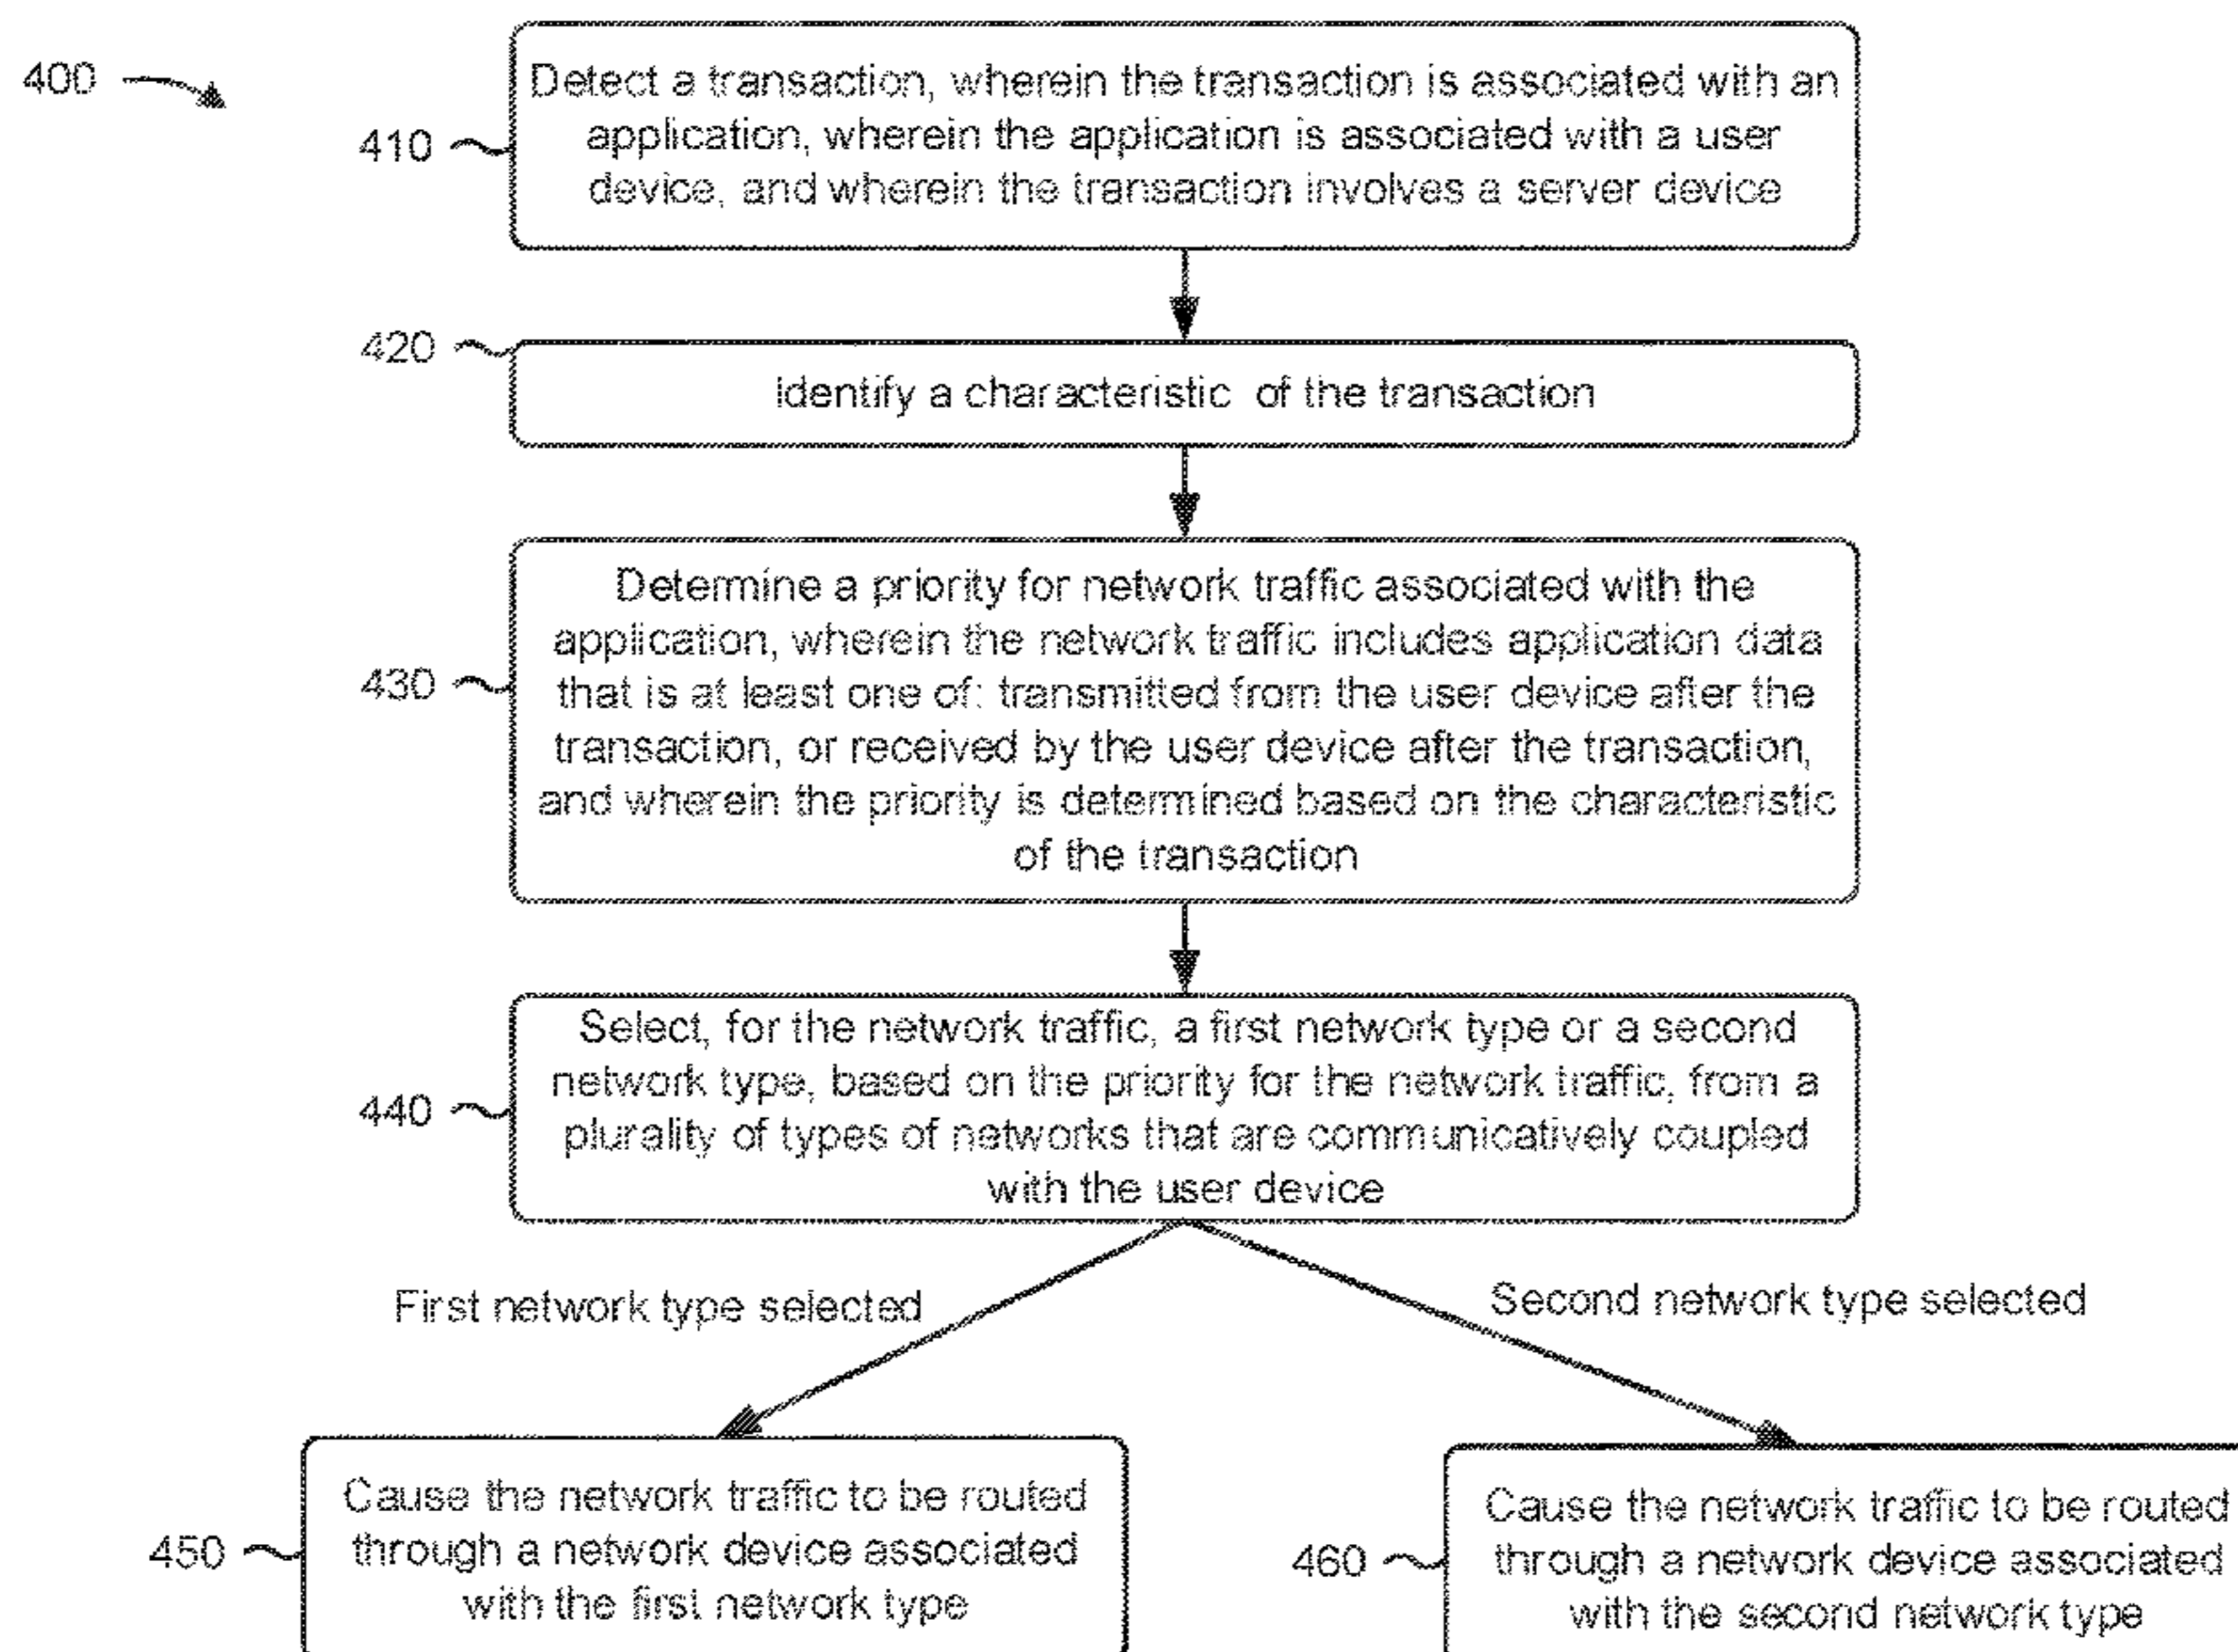 400
410
Detect a transaction, wherein the transaction is associated with an
application, wherein the application is associated with a user
device, and wherein the transaction involves a server device
420
Identify a characteristic of the transaction
430
Determine a priority for network traffic associated with the
application, wherein the network traffic includes application data
that is at least one of: transmitted from the user device after the
transaction, or received by the user device after the transaction,
and wherein the priority is determined based on the characteristic
of the transaction
440
Select, for the network traffic, a first network type or a second
network type, based on the priority for the network traffic, from a
plurality of types of networks that are communicatively coupled
with the user device
First network type selected
Second network type selected
450
Cause the network traffic to be routed
through a network device associated
with the first network type
460
Cause the network traffic to be routed
through a network device associated
with the second network type